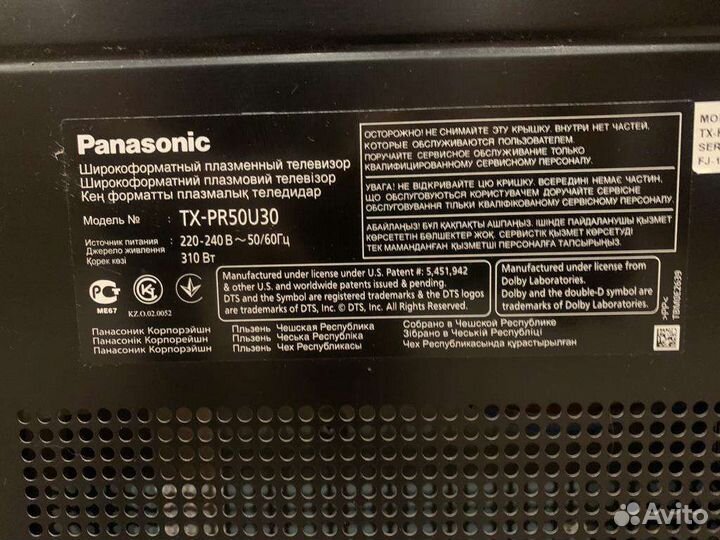 Panasonic
Широкоформатный плазменный телевизор
Широкоформатний плазмовий телевізор
Кең форматты плазмалық теледидар
Модель № TX-PR50U30
Источник питания
Джерело живлення
Қорек көзі
220-240 В ~ 50/60Гц
310 Вт
ОСТОРОЖНО! НЕ СНИМАЙТЕ ЭТУ КРЫШКУ. ВНУТРИ НЕТ ЧАСТЕЙ,
КОТОРЫЕ ОБСЛУЖИВАЮТСЯ ПОЛЬЗОВАТЕЛЕМ.
ПОРУЧАЙТЕ СЕРВИСНОЕ ОБСЛУЖИВАНИЕ ТОЛЬКО
КВАЛИФИЦИРОВАННОМУ СЕРВИСНОМУ ПЕРСОНАЛУ.
УВАГА! НЕ ВІДКРИВАЙТЕ ЦЮ КРИШКУ. ВСЕРЕДИНІ НЕМАЄ ЧАСТИН,
ЩО ОБСЛУГОВУЮТЬСЯ КОРИСТУВАЧЕМ ДОРУЧАЙТЕ СЕРВІСНЕ
ОБСЛУГОВУВАННЯ ТІЛЬКИ КВАЛІФІКОВАНОМУ СЕРВІСНОМУ ПЕРСОНАЛУ.
АБАЙЛАҢЫЗ! БҰЛ ҚАҚПАҚТЫ АШПАҢЫЗ. ІШІНДЕ ПАЙДАЛАНУШЫ ҚЫЗМЕТ
КӨРСЕТЕТІН БӨЛШЕКТЕР ЖОҚ. СЕРВИСТІК ҚЫЗМЕТ КӨРСЕТУДІ ТЕК
МАМАНДАНҒАН ҚЫЗМЕТШІ ПЕРСОНАЛҒА ТАПСЫРЫҢЫЗ.
MO
TX-
SER
FJ-1
РСТ
МЕ67
KZ.O.02.0052
Manufactured under license under U.S. Patent #: 5,451,942
& other U.S. and worldwide patents issued & pending.
DTS and the Symbol are registered trademarks & the DTS logos
are trademarks of DTS, Inc. © DTS, Inc. All Rights Reserved.
Manufactured under license from
Dolby Laboratories.
Dolby and the double-D symbol are
trademarks of Dolby Laboratories.
>PP<
TBM0E2639
Панасоник Корпорэйшн Пльзень Чешская Республика Собрано в Чешской Республике
Панасонік Корпорейшн Пльзень Чеська Республіка Зібрано в Чеській Республіці
Панасоник Корпорэйшн Пльзень Чех Республикасы Чех Республикасында құрастырылған
Avito